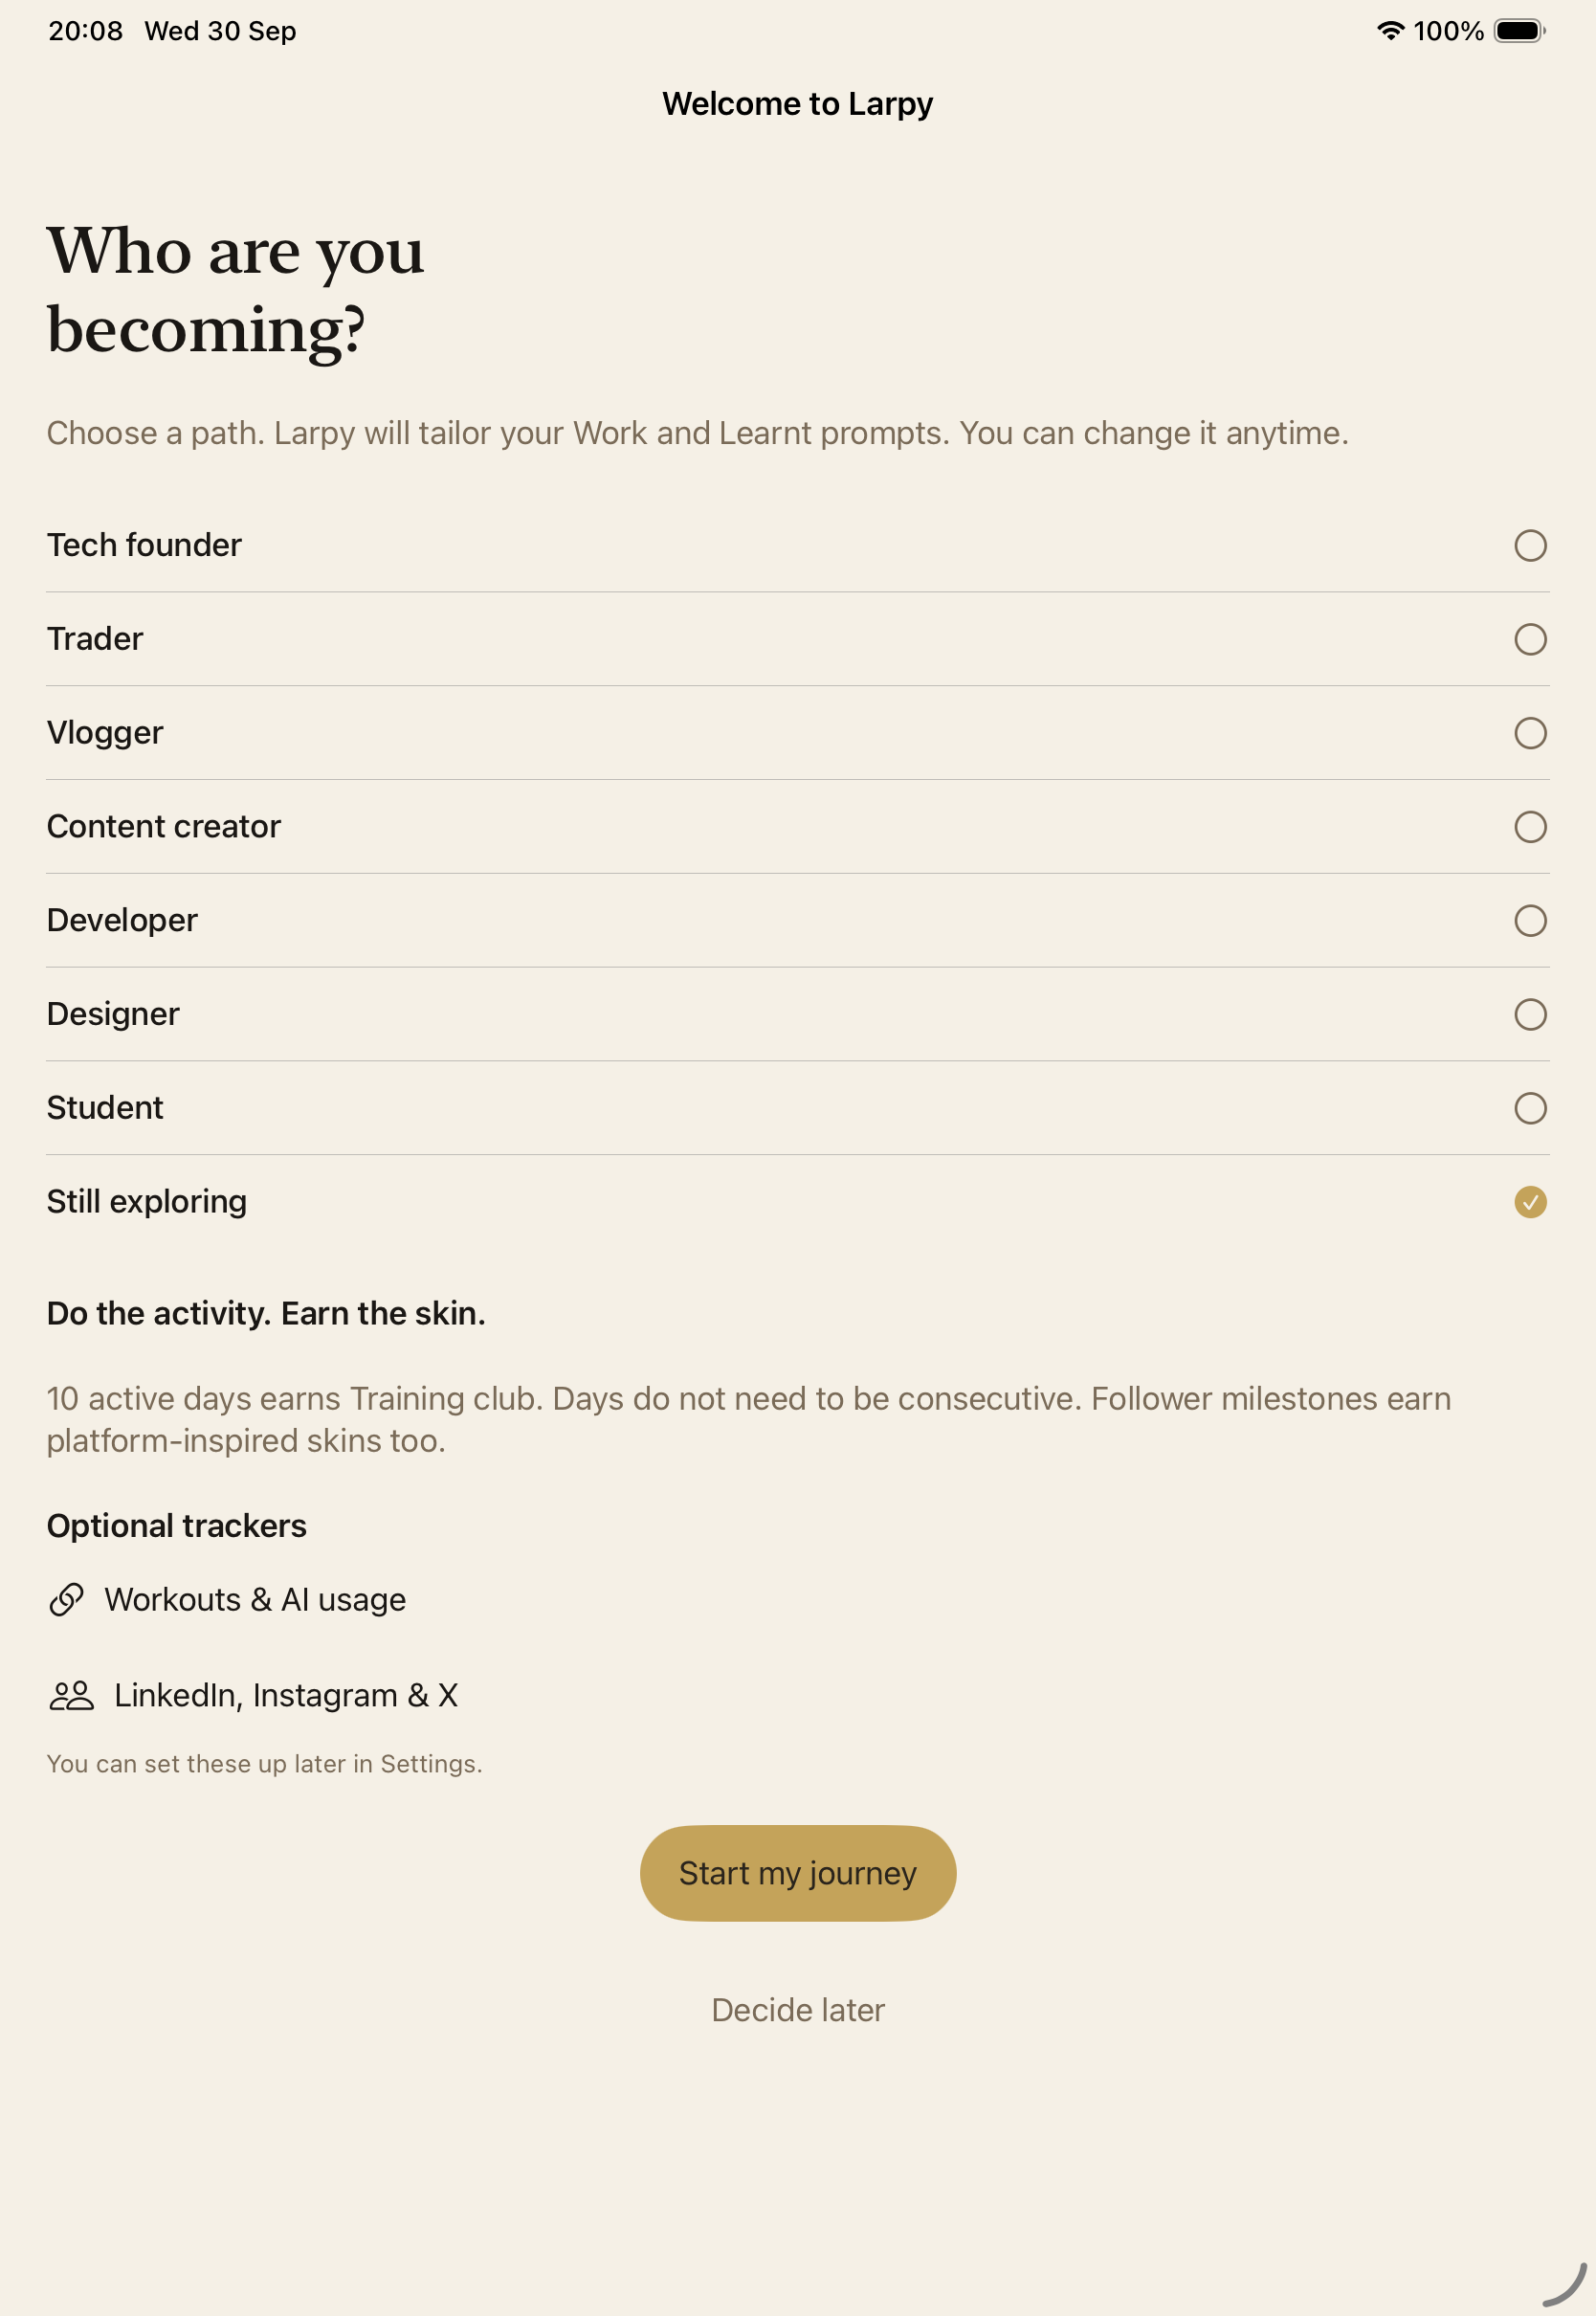 20:08 Wed 30 Sep
100%
Welcome to Larpy
Who are you
becoming?
Choose a path. Larpy will tailor your Work and Learnt prompts. You can change it anytime.
Tech founder
Trader
Vlogger
Content creator
Developer
Designer
Student
Still exploring
Do the activity. Earn the skin.
10 active days earns Training club. Days do not need to be consecutive. Follower milestones earn
platform-inspired skins too.
Optional trackers
Workouts & AI usage
LinkedIn, Instagram & X
You can set these up later in Settings.
Start my journey
Decide later